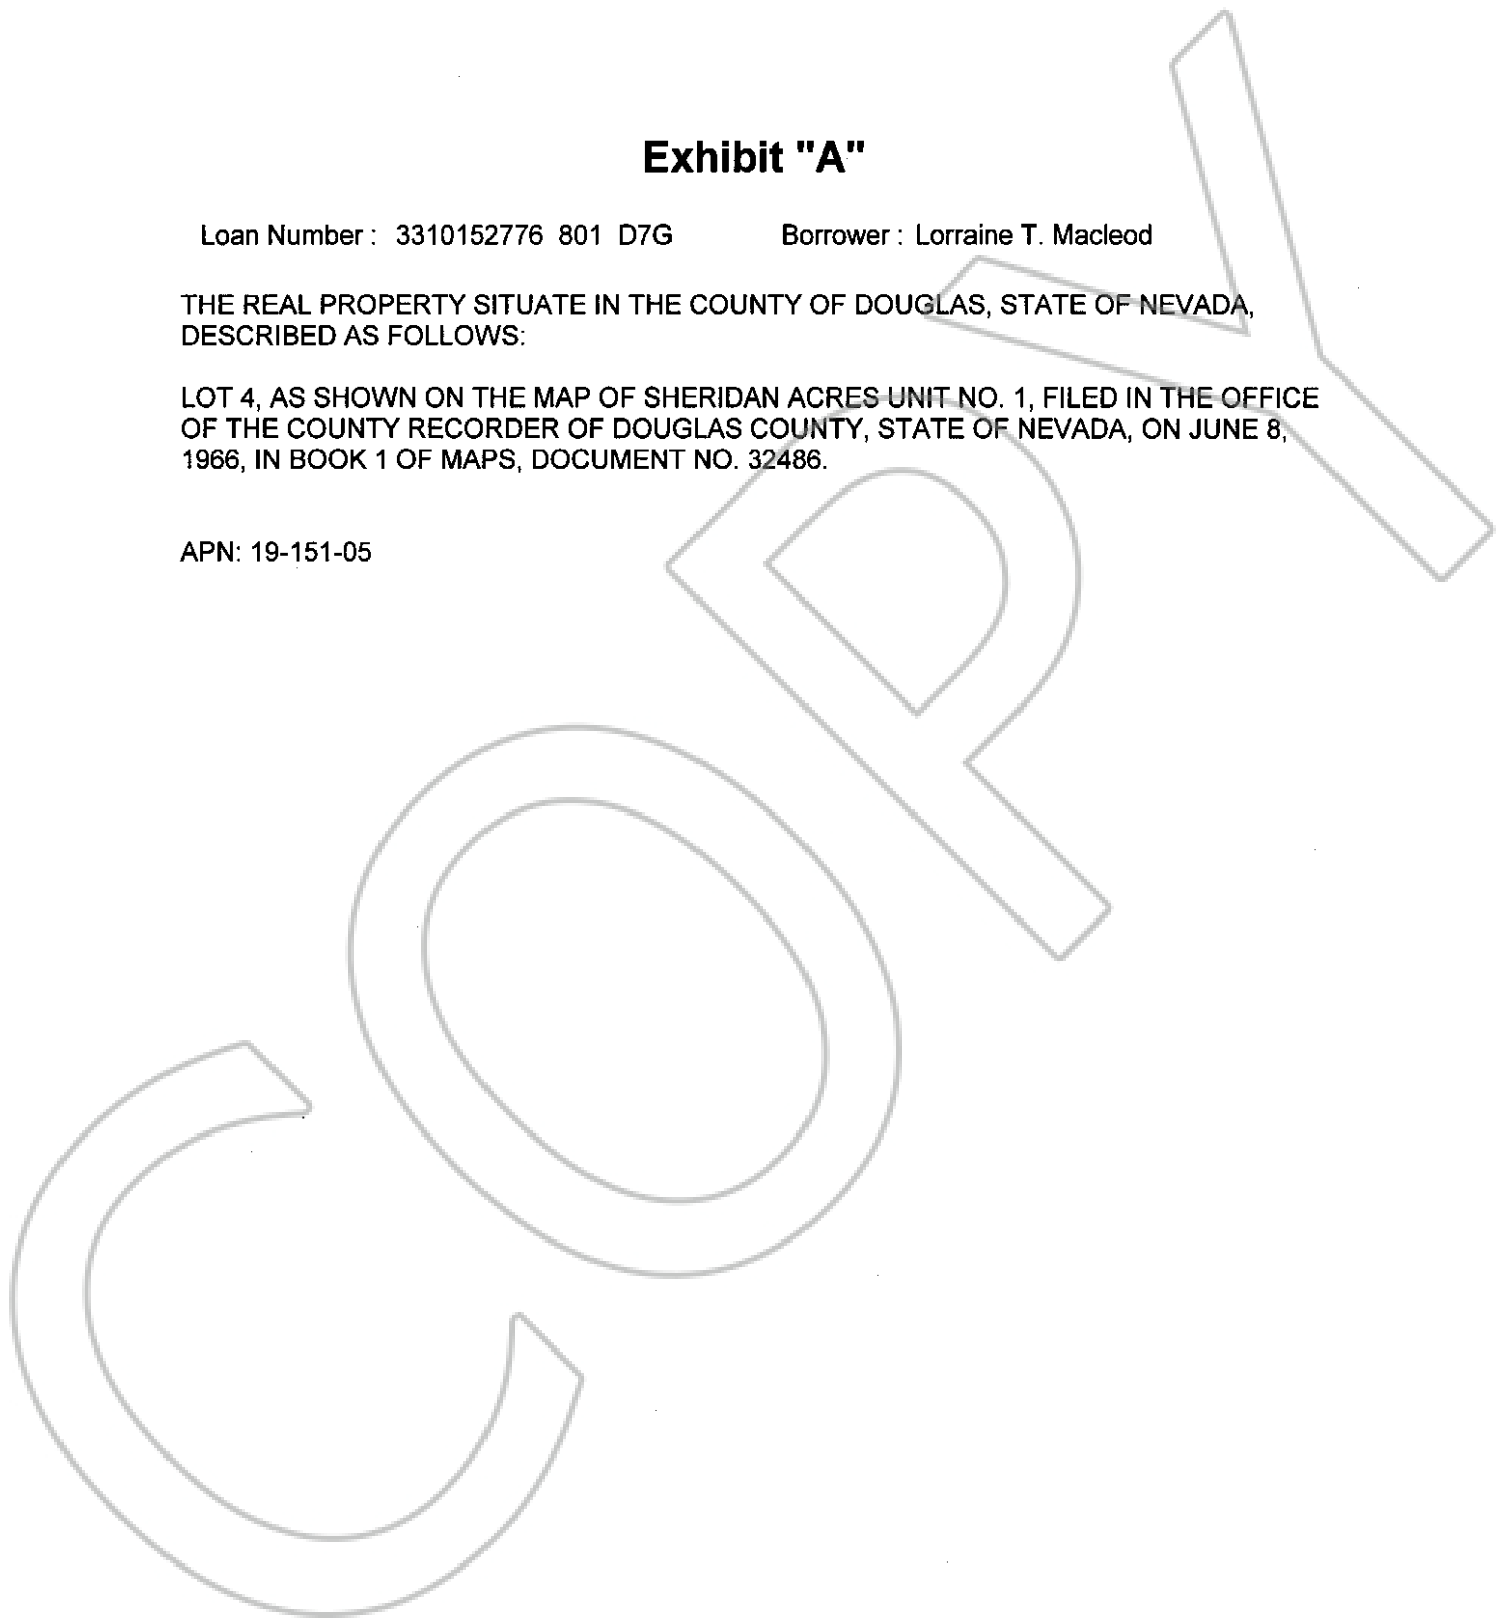 Exhibit "A"
Loan Number : 3310152776 801 D7G Borrower : Lorraine T. Macleod
THE REAL PROPERTY SITUATE IN THE COUNTY OF DOUGLAS, STATE OF NEVADA,
DESCRIBED AS FOLLOWS:
LOT 4, AS SHOWN ON THE MAP OF SHERIDAN ACRES UNIT NO. 1, FILED IN THE OFFICE
OF THE COUNTY RECORDER OF DOUGLAS COUNTY, STATE OF NEVADA, ON JUNE 8,
1966, IN BOOK 1 OF MAPS, DOCUMENT NO. 32486.
APN: 19-151-05
COPY